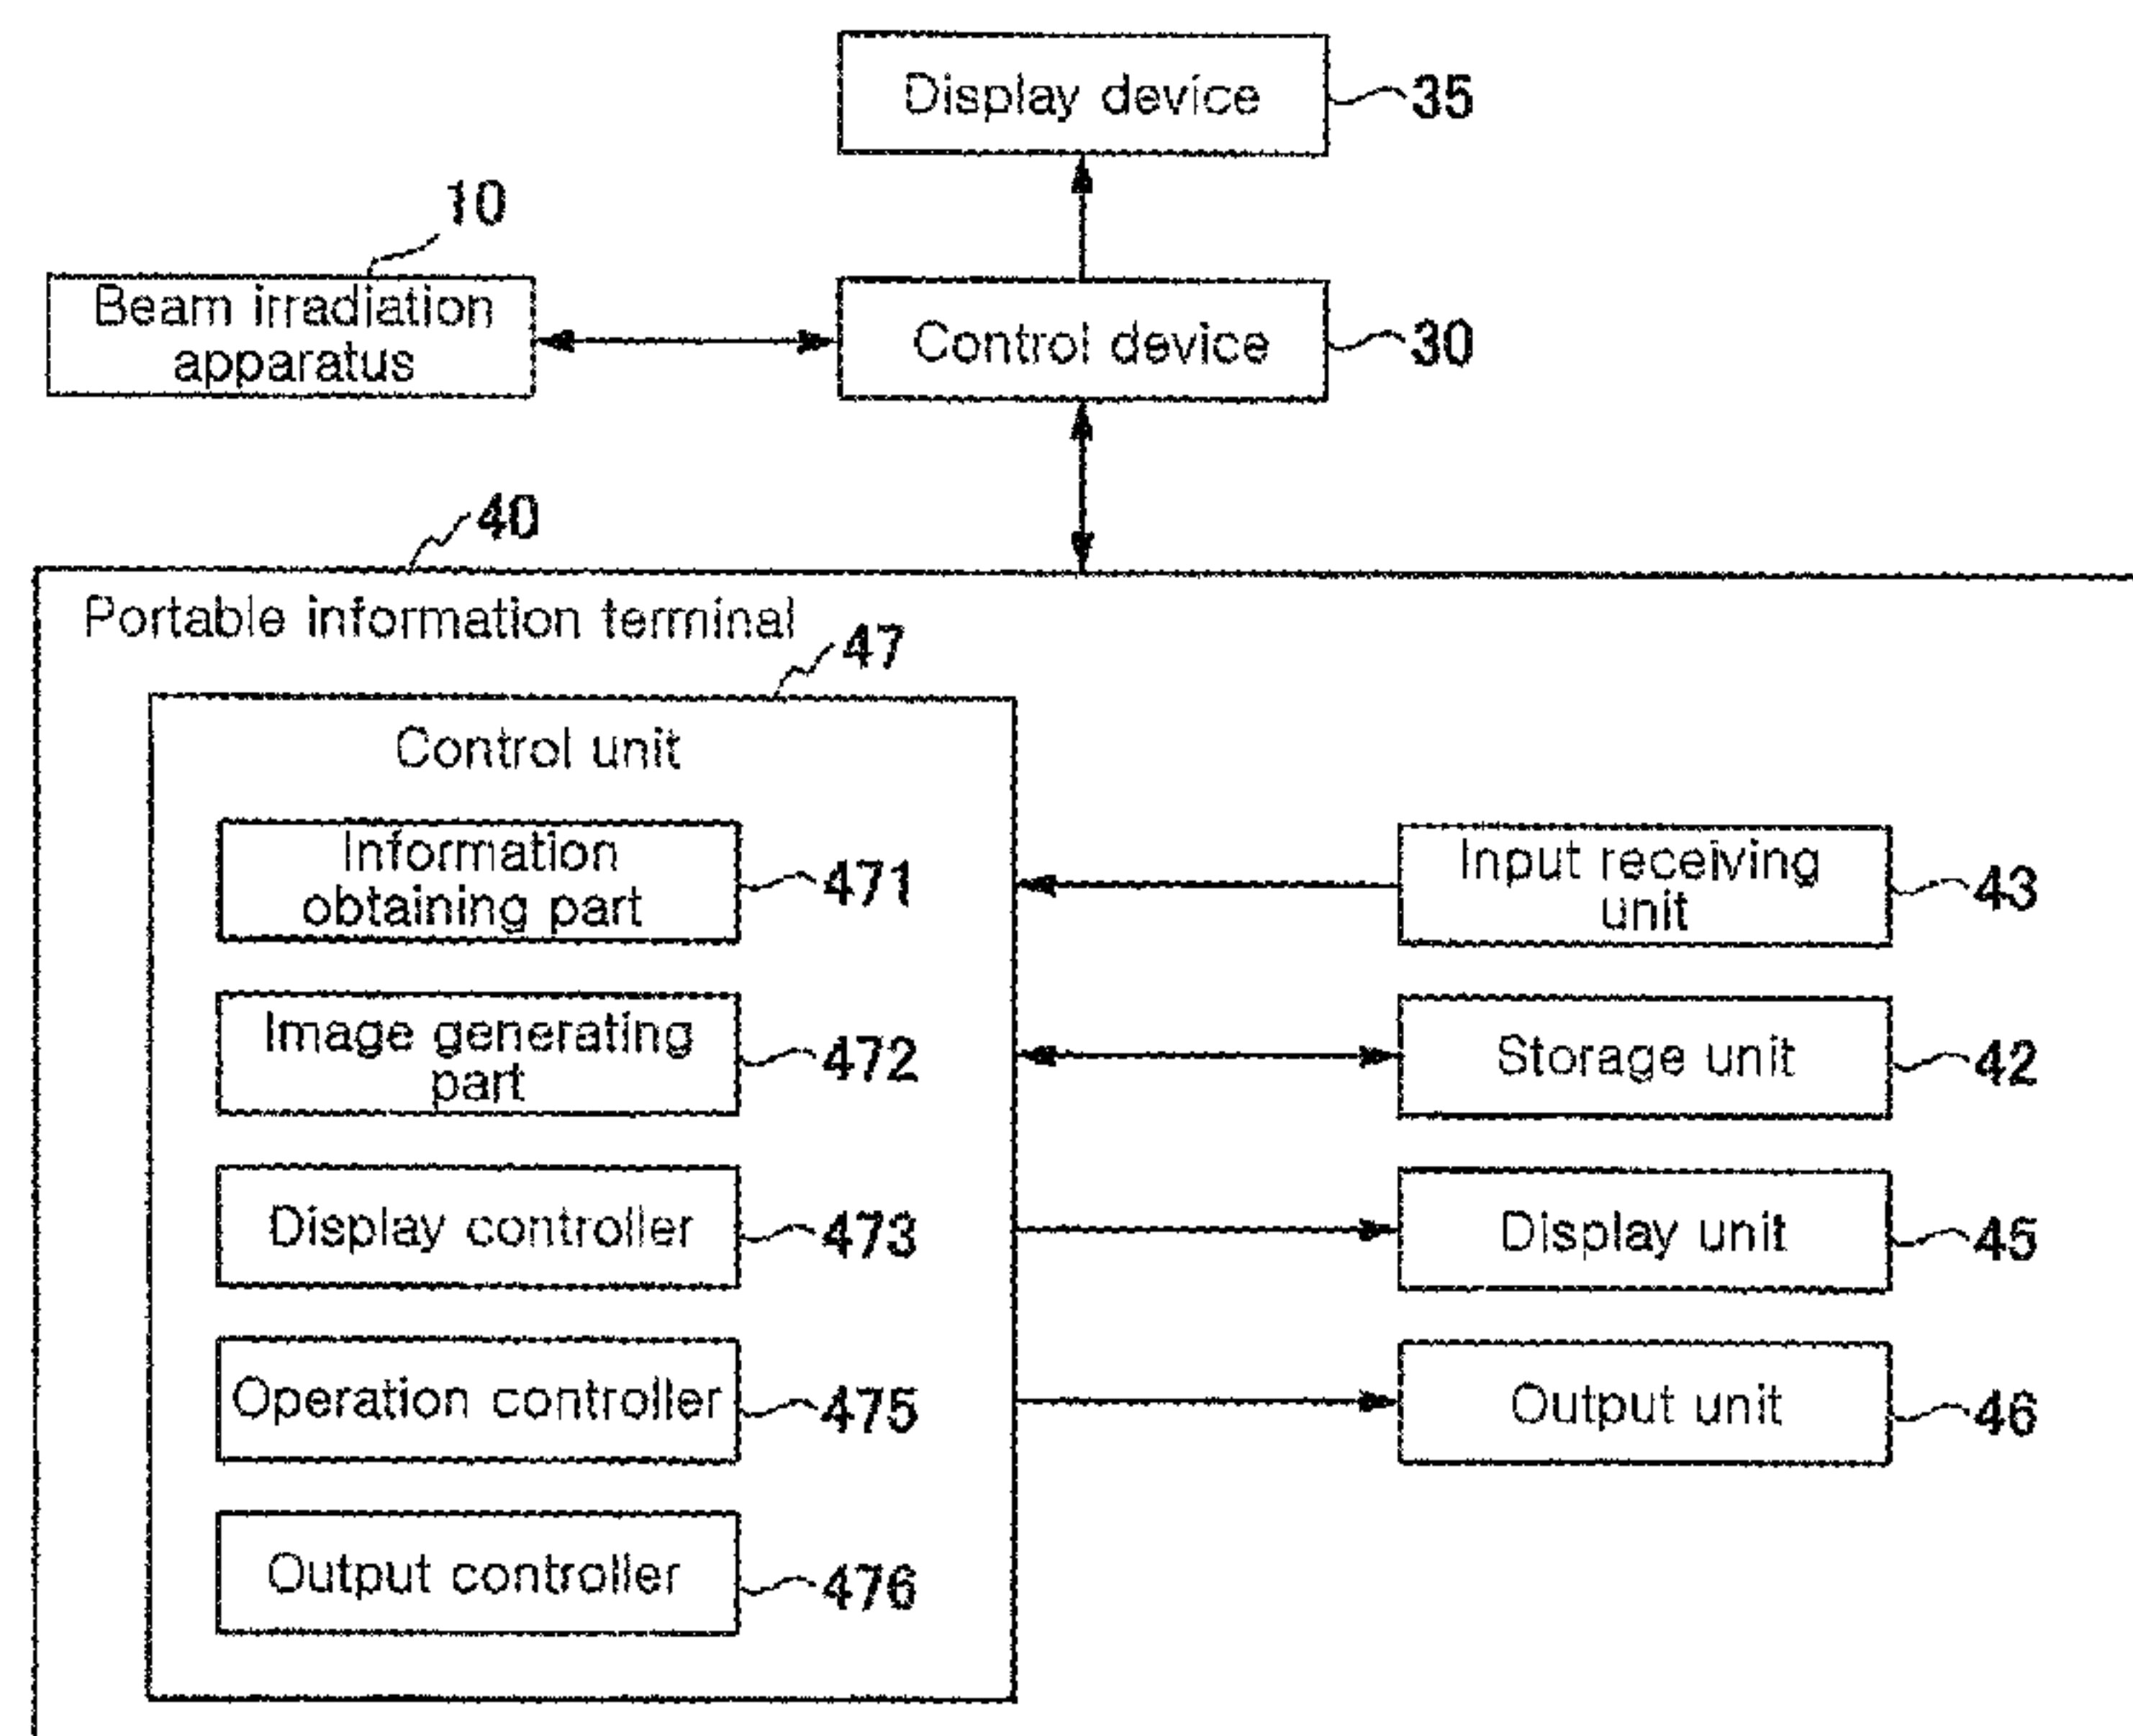 Display device
35
10
Beam irradiation
apparatus
Control device
30
40
Portable information terminal
47
Control unit
Information
obtaining part
471
Input receiving
unit
43
Image generating
part
472
Storage unit
42
Display controller
473
Display unit
45
Operation controller
475
Output unit
46
Output controller
476